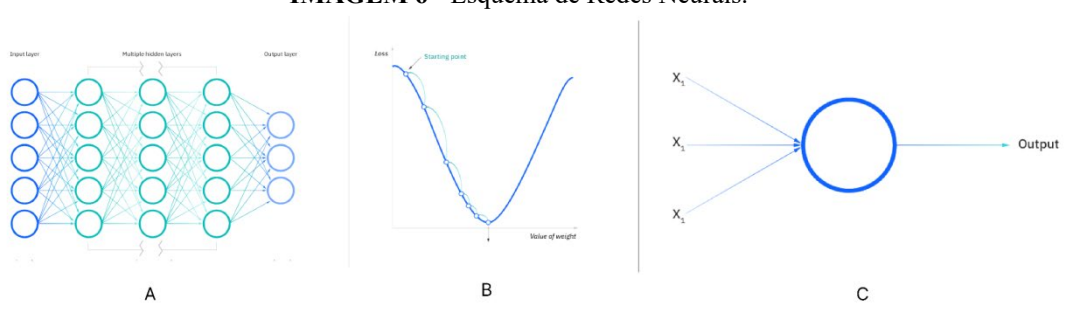 IMAGEM 6 - Esquema de Redes Neurais.
Input layer
Multiple hidden layers
Output layer
A
Loss
Starting point
Value of weight
B
X1
X1
X1
Output
C